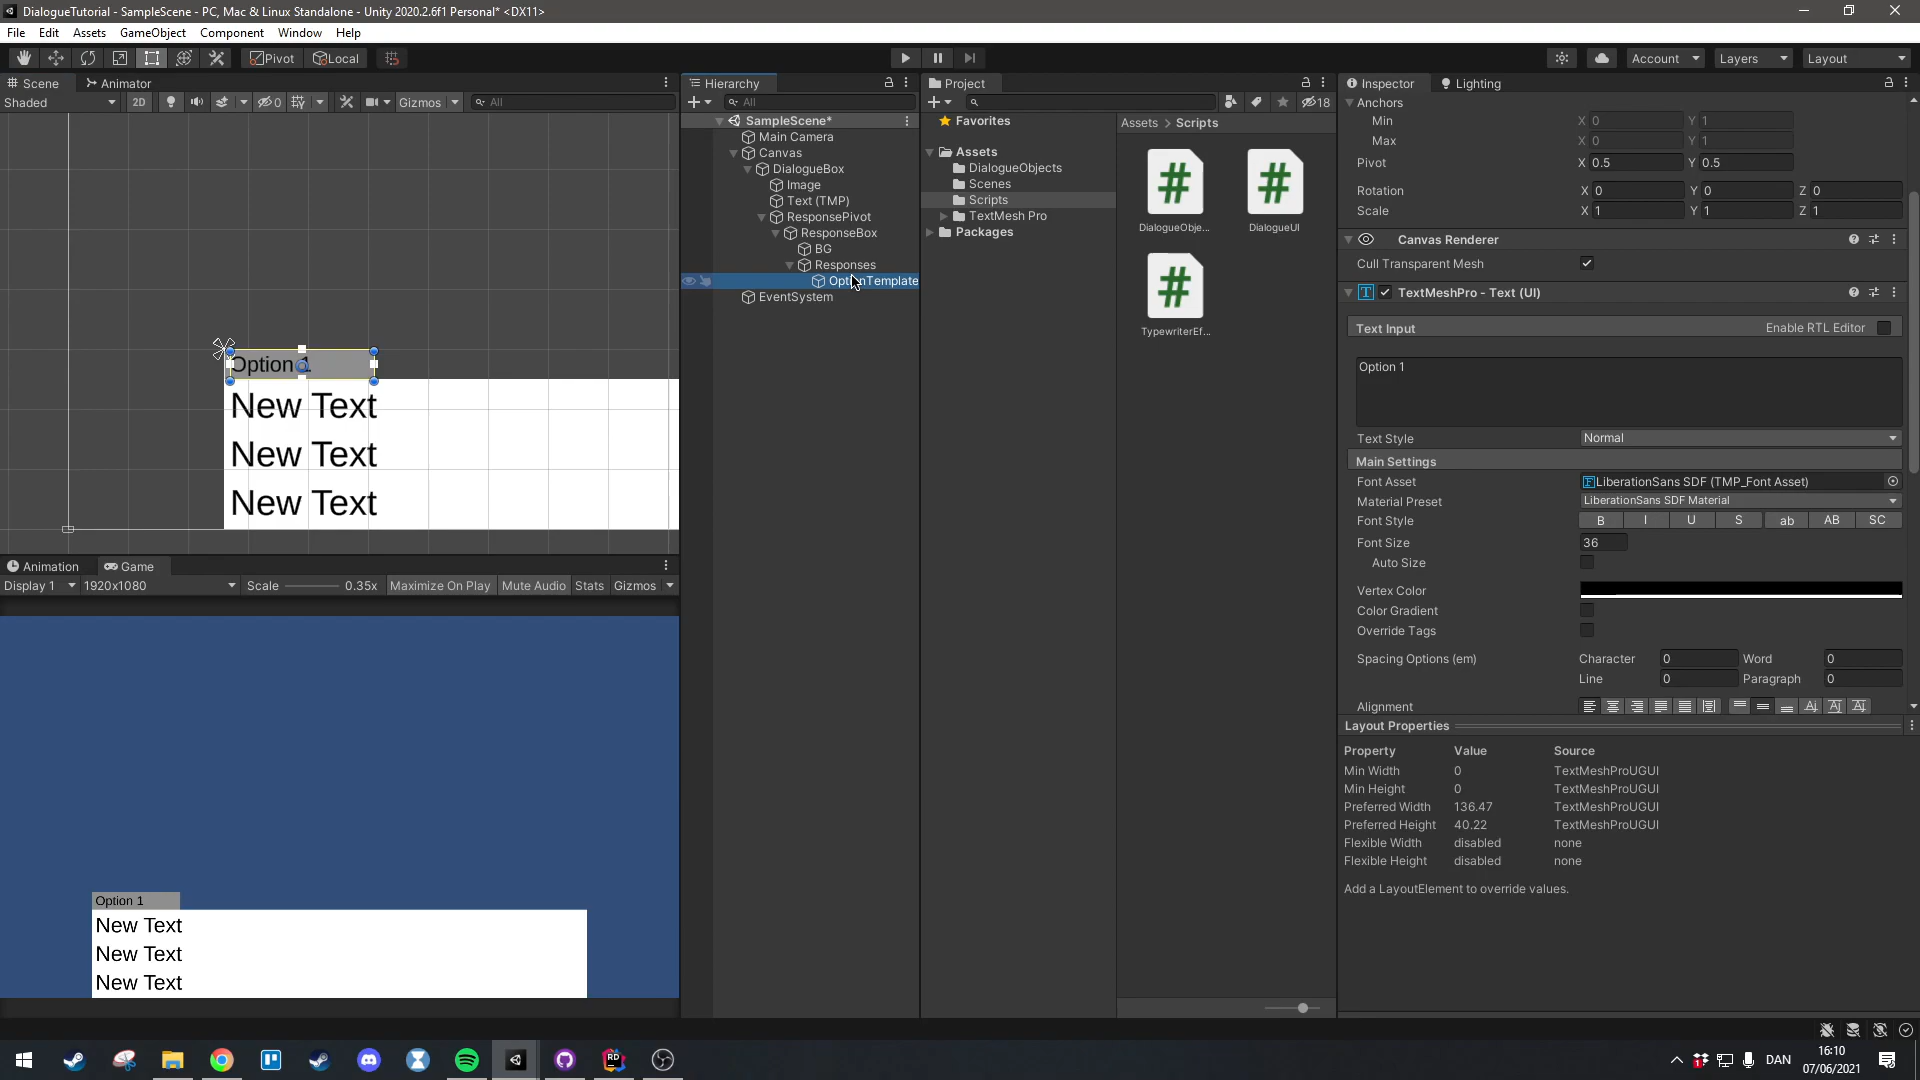 DialogueTutorial - SampleScene - PC, Mac & Linux Standalone - Unity 2020.2.6f1 Personal* <DX11>
File Edit Assets GameObject Component Window Help
Pivot Local Account Layers Layout
Scene Animator
Shaded 2D 0 Gizmos All
Option 1
New Text
New Text
New Text
Animation Game
Display 1 1920x1080 Scale 0.35x Maximize On Play Mute Audio Stats Gizmos
Option 1
New Text
New Text
New Text
Hierarchy
All
SampleScene*
Main Camera
Canvas
DialogueBox
Image
Text (TMP)
ResponsePivot
ResponseBox
BG
Responses
OptionTemplate
EventSystem
Project
18
Favorites
Assets
DialogueObjects
Scenes
Scripts
TextMesh Pro
Packages
Assets > Scripts
DialogueObje...
DialogueUI
TypewriterEf...
Inspector Lighting
Anchors
Min X 0 Y 1
Max X 0 Y 1
Pivot X 0.5 Y 0.5
Rotation X 0 Y 0 Z 0
Scale X 1 Y 1 Z 1
Canvas Renderer
Cull Transparent Mesh
TextMeshPro - Text (UI)
Text Input Enable RTL Editor
Option 1
Text Style Normal
Main Settings
Font Asset LiberationSans SDF (TMP_Font Asset)
Material Preset LiberationSans SDF Material
Font Style B I U S ab AB SC
Font Size 36
Auto Size
Vertex Color
Color Gradient
Override Tags
Spacing Options (em) Character 0 Word 0
Line 0 Paragraph 0
Alignment
Layout Properties
Property Value Source
Min Width 0 TextMeshProUGUI
Min Height 0 TextMeshProUGUI
Preferred Width 136.47 TextMeshProUGUI
Preferred Height 40.22 TextMeshProUGUI
Flexible Width disabled none
Flexible Height disabled none
Add a LayoutElement to override values.
DAN 16:10
07/06/2021